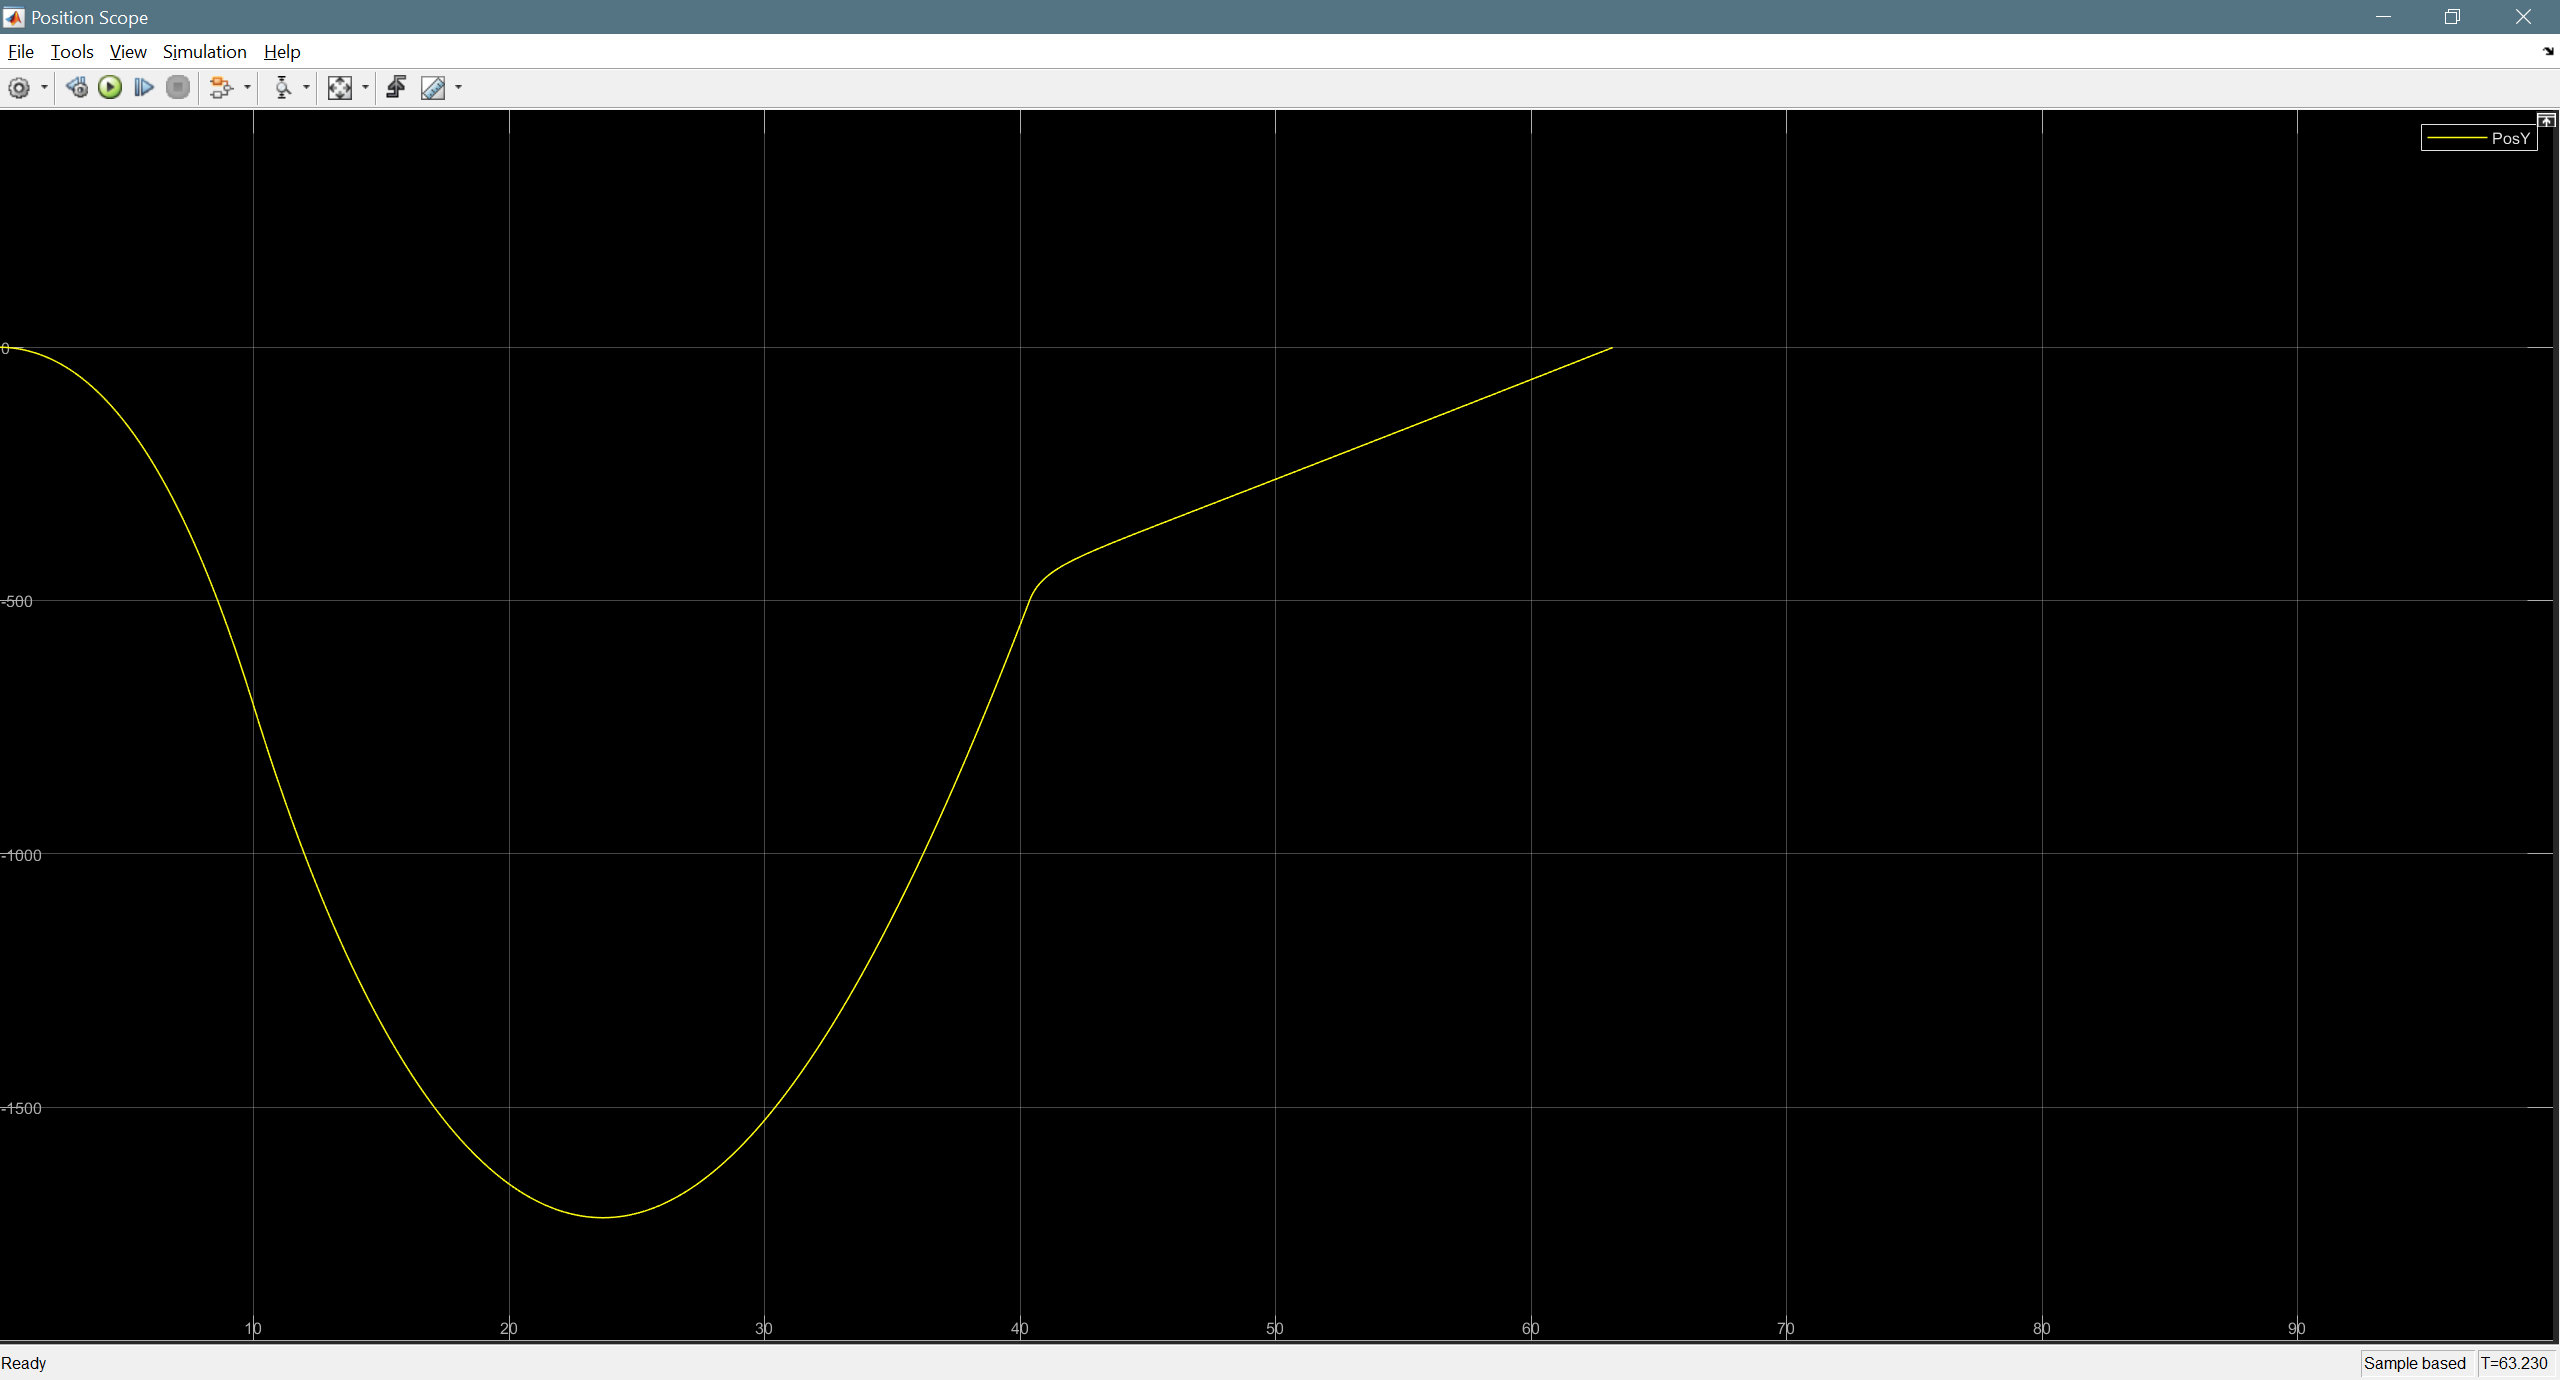 Position Scope
File Tools View Simulation Help
PosY
0
-500
-1000
-1500
10 20 30 40 50 60 70 80 90
Ready
Sample based T=63.230